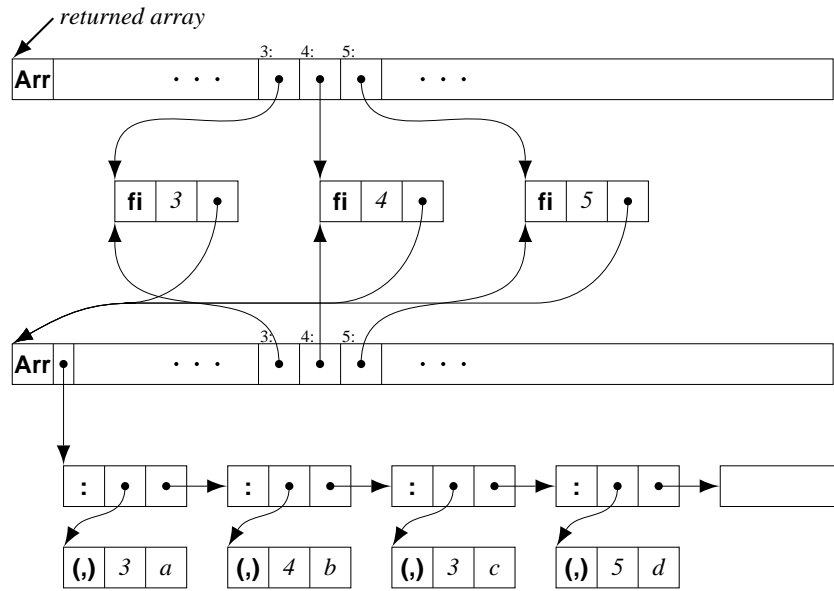 returned array
3: 4: 5:
Arr · · · · · ·
fi 3 fi 4 fi 5
3: 4: 5:
Arr · · · · · ·
: : : :
(,) 3 a (,) 4 b (,) 3 c (,) 5 d